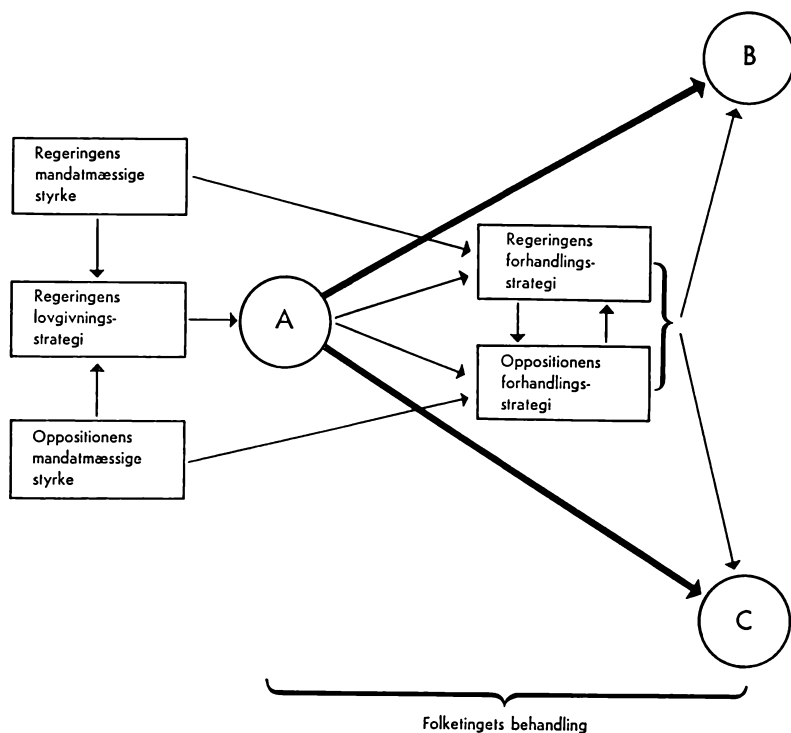 B
Regeringens
mandatmæssige
styrke
Regeringens
forhandlings-
strategi
Regeringens
lovgivnings-
strategi
A
Oppositionens
forhandlings-
strategi
Oppositionens
mandatmæssige
styrke
C
Folketingets behandling